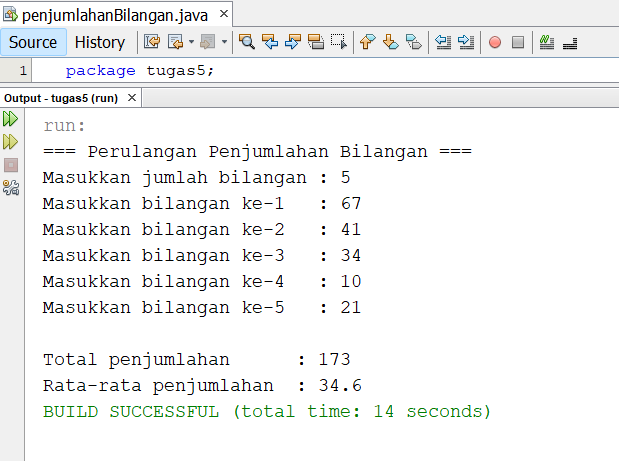 penjumlahanBilangan.java ×
Source History
1 package tugas5;
Output - tugas5 (run) ×
run:
=== Perulangan Penjumlahan Bilangan ===
Masukkan jumlah bilangan : 5
Masukkan bilangan ke-1   : 67
Masukkan bilangan ke-2   : 41
Masukkan bilangan ke-3   : 34
Masukkan bilangan ke-4   : 10
Masukkan bilangan ke-5   : 21
Total penjumlahan      : 173
Rata-rata penjumlahan  : 34.6
BUILD SUCCESSFUL (total time: 14 seconds)